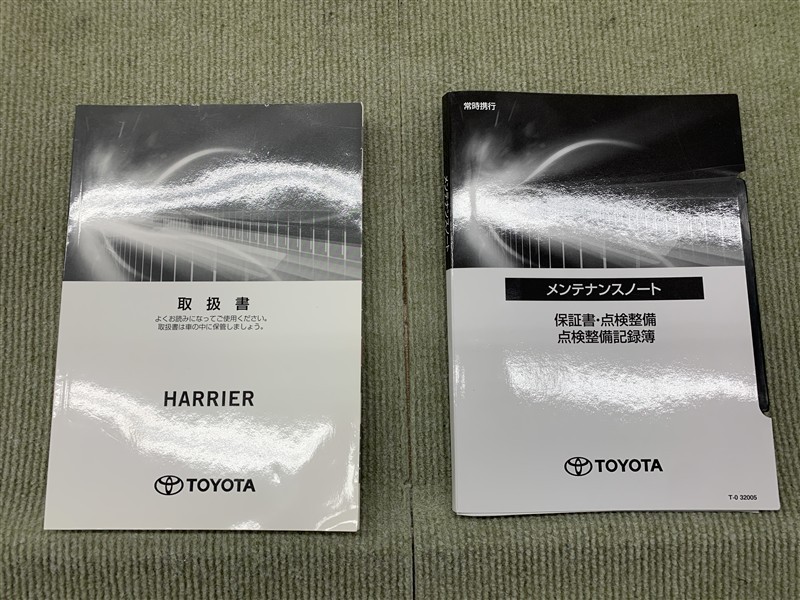 取扱書
よくお読みになってご使用ください。
取扱書は車の中に保管しましょう。
HARRIER
TOYOTA
常時携行
メンテナンスノート
保証書・点検整備
点検整備記録簿
TOYOTA
T-0 32005